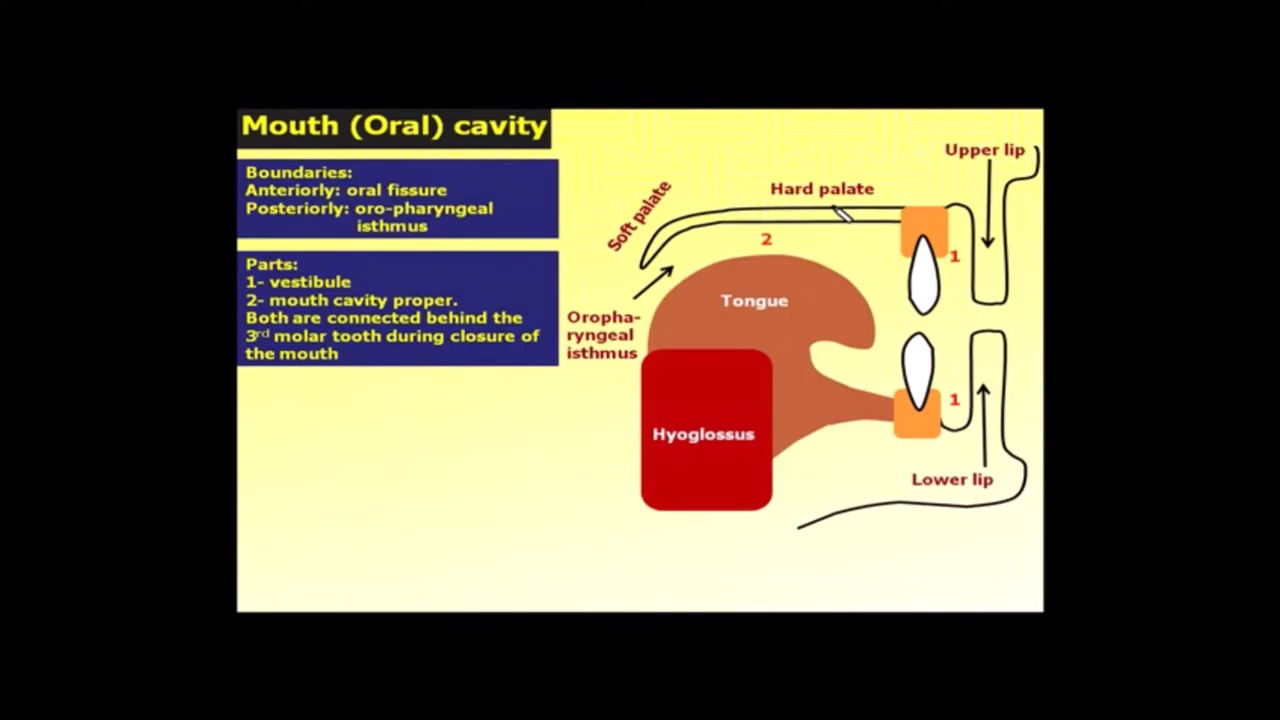 Mouth (Oral) cavity
Boundaries:
Anteriorly: oral fissure
Posteriorly: oro-pharyngeal
isthmus
Parts:
1- vestibule
2- mouth cavity proper.
Both are connected behind the
3rd molar tooth during closure of
the mouth
Upper lip
Hard palate
Soft palate
2
1
Tongue
Oropha-
ryngeal
isthmus
1
Hyoglossus
Lower lip